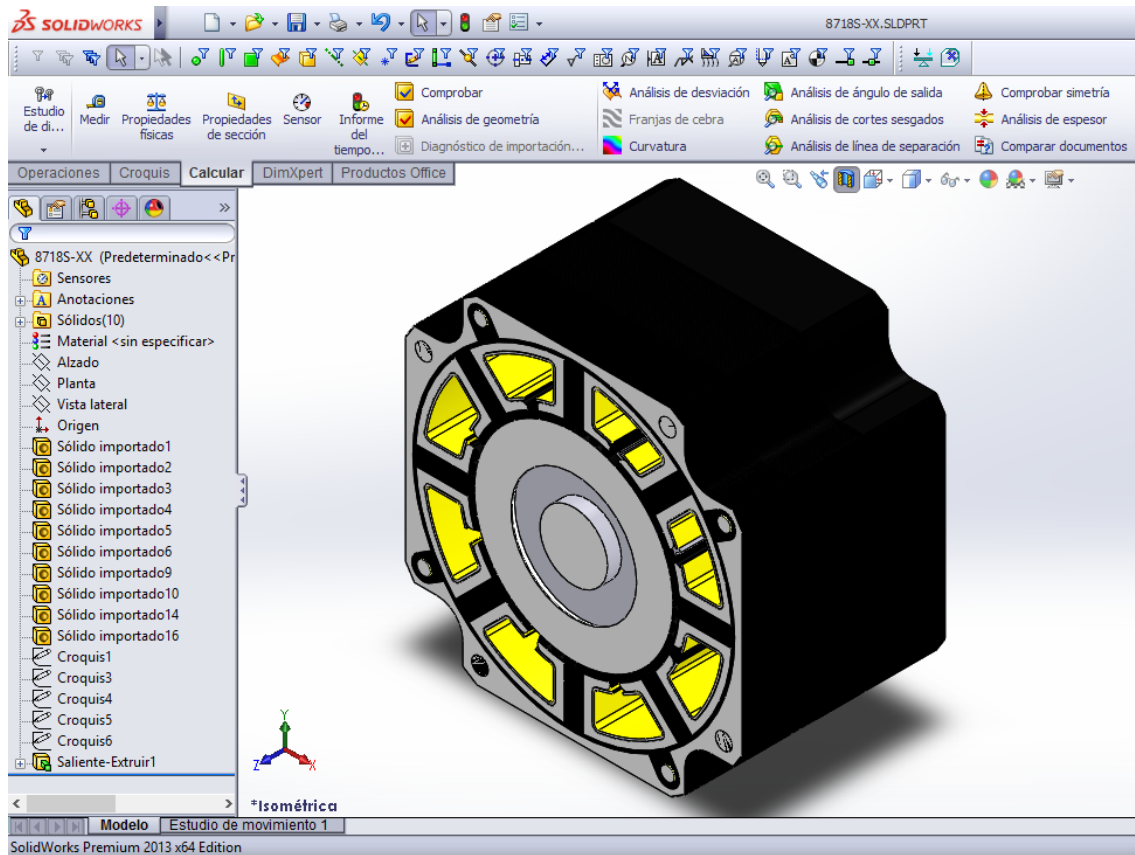 SOLIDWORKS
8718S-XX.SLDPRT
Estudio de di...
Medir
Propiedades físicas
Propiedades de sección
Sensor
Informe del tiempo...
Comprobar
Análisis de geometría
Diagnóstico de importación...
Análisis de desviación
Franjas de cebra
Curvatura
Análisis de ángulo de salida
Análisis de cortes sesgados
Análisis de línea de separación
Comprobar simetría
Análisis de espesor
Comparar documentos
Operaciones
Croquis
Calcular
DimXpert
Productos Office
8718S-XX (Predeterminado<<Pr
Sensores
Anotaciones
Sólidos(10)
Material <sin especificar>
Alzado
Planta
Vista lateral
Origen
Sólido importado1
Sólido importado2
Sólido importado3
Sólido importado4
Sólido importado5
Sólido importado6
Sólido importado9
Sólido importado10
Sólido importado14
Sólido importado16
Croquis1
Croquis3
Croquis4
Croquis5
Croquis6
Saliente-Extruir1
Y
Z
X
*Isométrica
Modelo
Estudio de movimiento 1
SolidWorks Premium 2013 x64 Edition